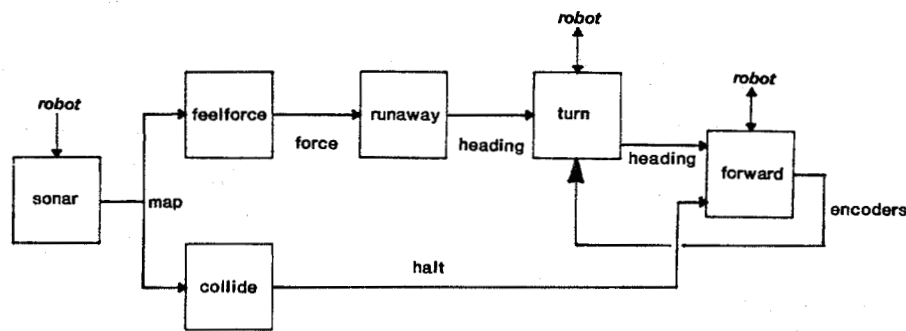 robot
robot
robot
feelforce
runaway
turn
force
heading
heading
forward
sonar
map
encoders
collide
halt